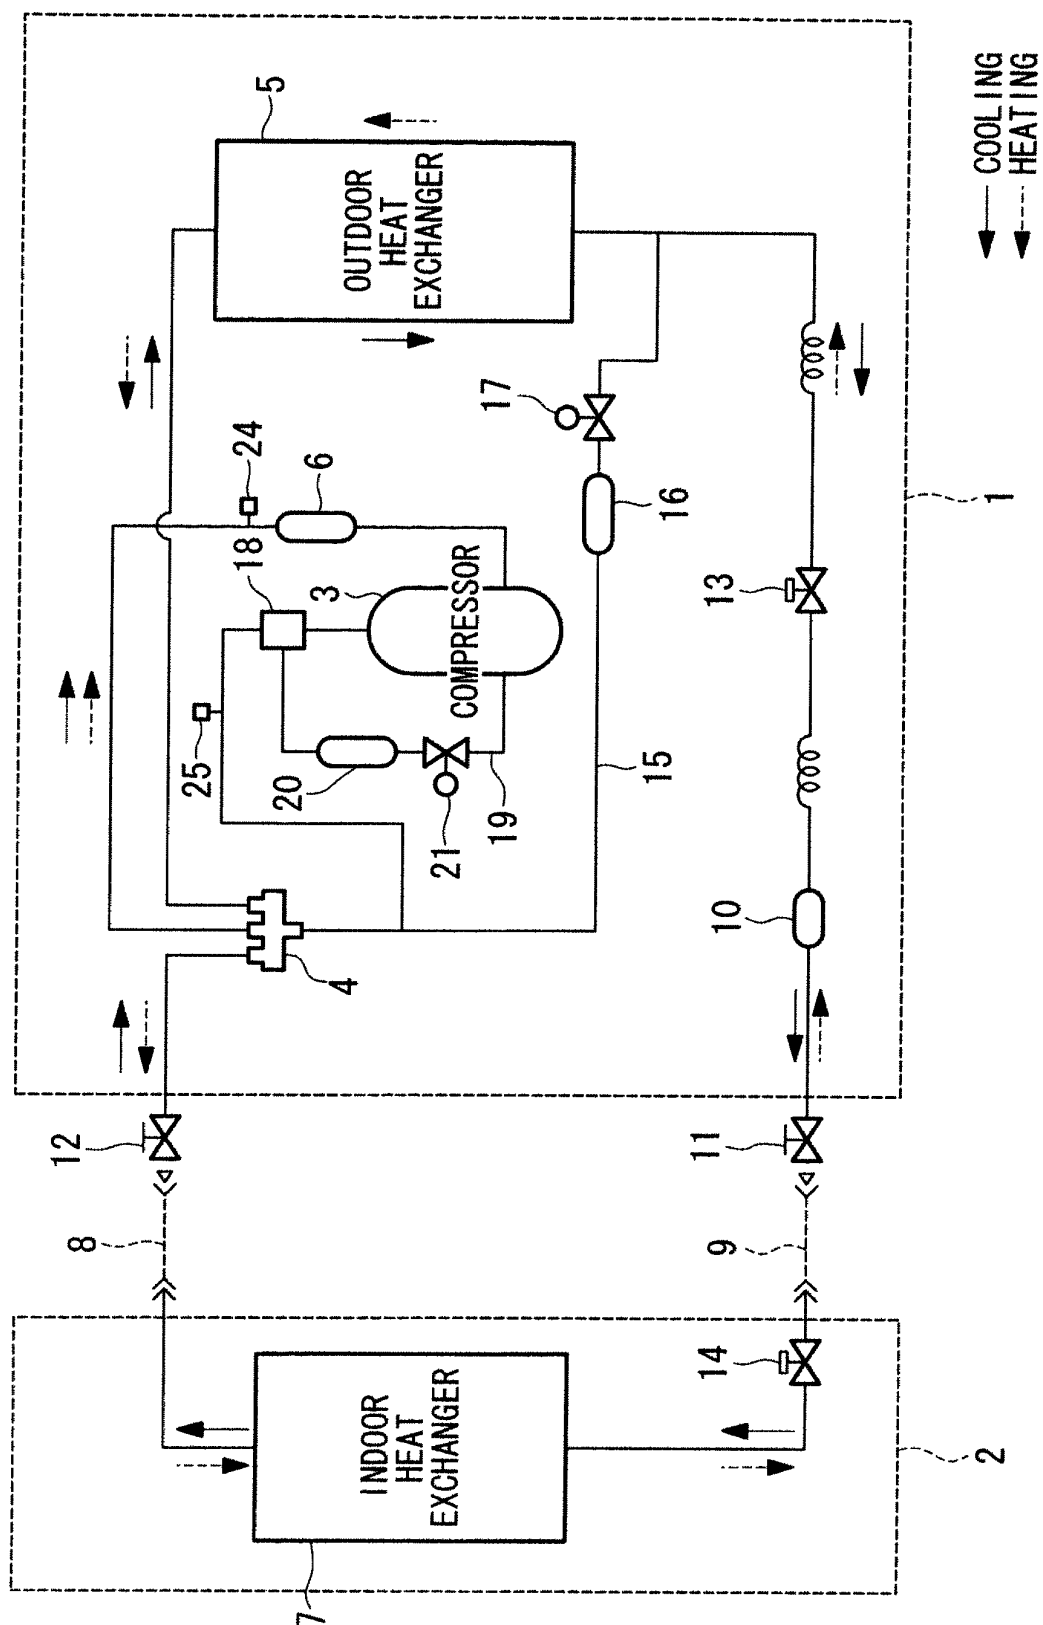 COOLING
HEATING
5
OUTDOOR
HEAT
EXCHANGER
17
24
6
18
3
COMPRESSOR
16
13
1
25
20
21
19
15
10
4
12
11
8
9
14
INDOOR
HEAT
EXCHANGER
2
7